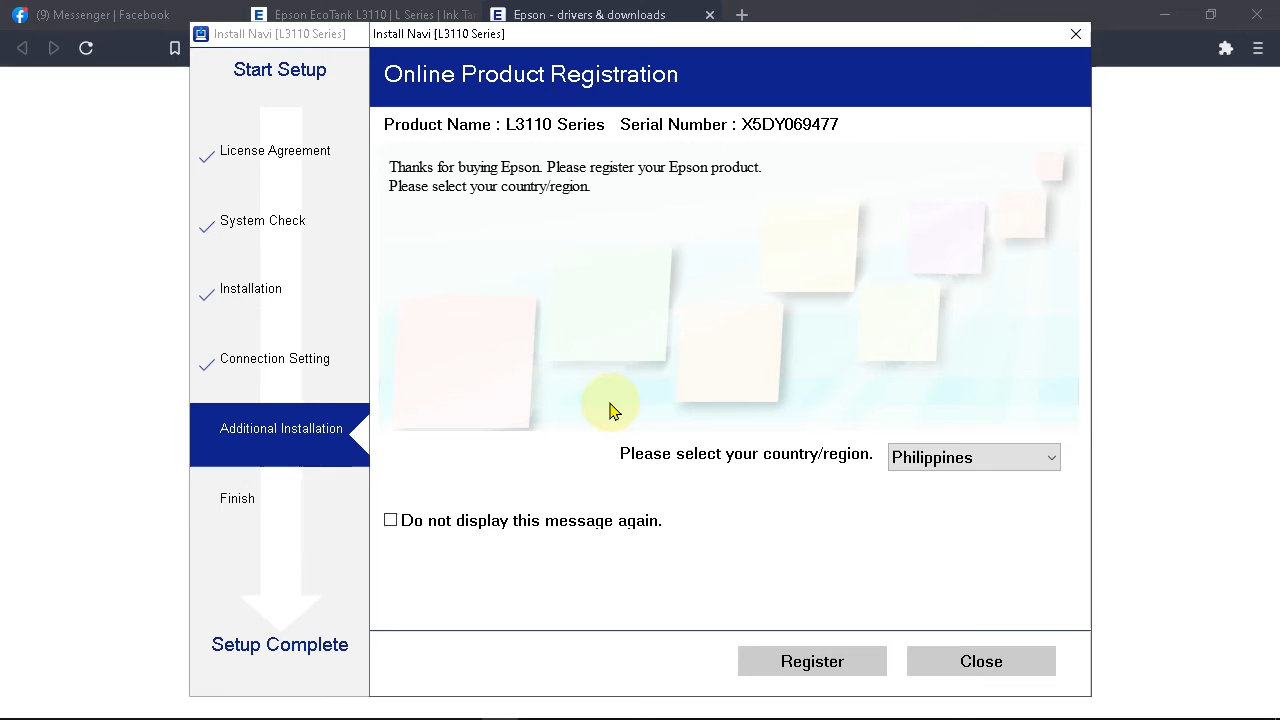 (9) Messenger | Facebook
Epson EcoTank L3110 | L Series | Ink Ta
Epson - drivers & downloads
Install Navi [L3110 Series]
Install Navi [L3110 Series]
Start Setup
License Agreement
System Check
Installation
Connection Setting
Additional Installation
Finish
Setup Complete
Online Product Registration
Product Name : L3110 Series Serial Number : X5DY069477
Thanks for buying Epson. Please register your Epson product.
Please select your country/region.
Please select your country/region.
Philippines
Do not display this message again.
Register
Close